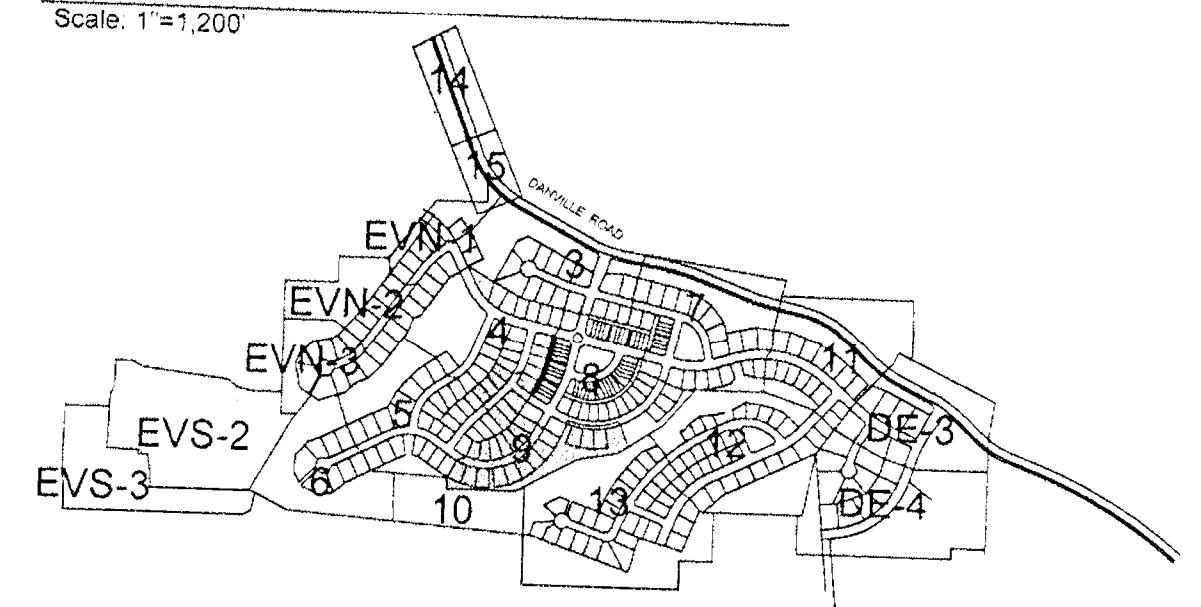 Scale: 1"=1,200'
14
15
DANVILLE ROAD
EVN-1
3
EVN-2
7
4
EVN-3
11
8
5
DE-3
EVS-2
12
9
6
EVS-3
13
DE-4
10